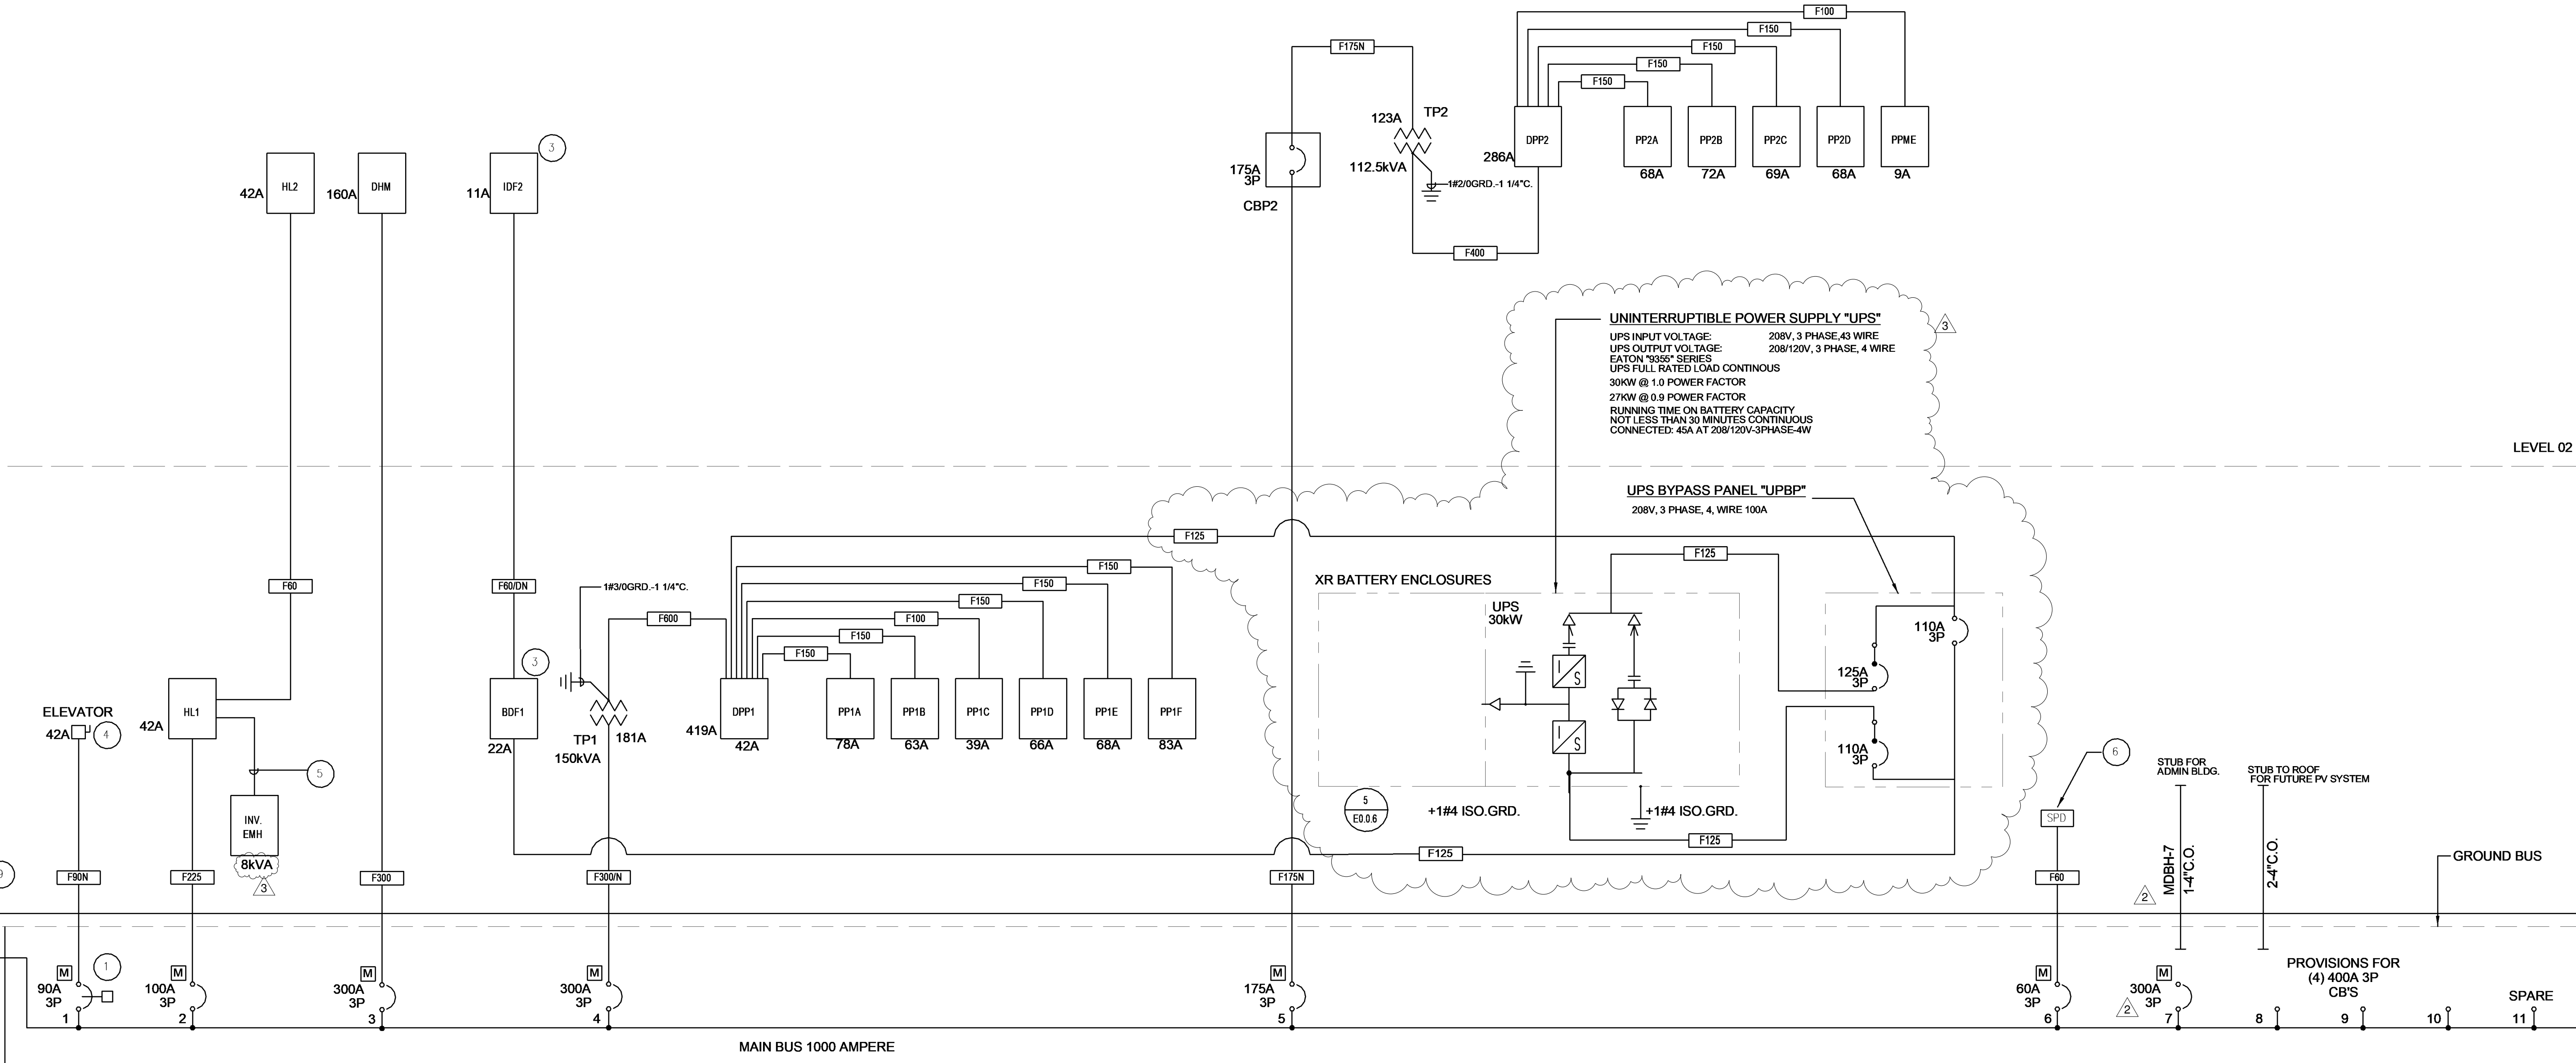 F100
F150
F175N
F150
F150
F150
TP2
123A
112.5kVA
1#2/0GRD.-1 1/4"C.
F400
175A
3P
CBP2
286A
DPP2
PP2A
68A
PP2B
72A
PP2C
69A
PP2D
68A
PPME
9A
HL2
42A
DHM
160A
IDF2
11A
3
UNINTERRUPTIBLE POWER SUPPLY "UPS"
UPS INPUT VOLTAGE: 208V, 3 PHASE,43 WIRE
UPS OUTPUT VOLTAGE: 208/120V, 3 PHASE, 4 WIRE
EATON "9355" SERIES
UPS FULL RATED LOAD CONTINOUS
30KW @ 1.0 POWER FACTOR
27KW @ 0.9 POWER FACTOR
RUNNING TIME ON BATTERY CAPACITY
NOT LESS THAN 30 MINUTES CONTINUOUS
CONNECTED: 45A AT 208/120V-3PHASE-4W
3
LEVEL 02
UPS BYPASS PANEL "UPBP"
208V, 3 PHASE, 4, WIRE 100A
F125
F125
F150
F150
F150
F100
F150
F150
F60
F60/DN
1#3/0GRD.-1 1/4"C.
F600
XR BATTERY ENCLOSURES
UPS
30kW
I
S
I
S
110A
3P
125A
3P
110A
3P
3
ELEVATOR
42A
4
HL1
42A
BDF1
22A
TP1
150kVA
181A
419A
DPP1
42A
PP1A
78A
PP1B
63A
PP1C
39A
PP1D
66A
PP1E
68A
PP1F
83A
5
INV.
EMH
8kVA
3
5
E0.0.6
+1#4 ISO.GRD.
+1#4 ISO.GRD.
F125
F125
6
SPD
STUB FOR
ADMIN BLDG.
STUB TO ROOF
FOR FUTURE PV SYSTEM
MDBH-7
1-4"C.O.
2-4"C.O.
2
GROUND BUS
F90N
F225
F300
F300/N
F175N
F60
M
1
90A
3P
1
M
100A
3P
2
M
300A
3P
3
M
300A
3P
4
M
175A
3P
5
M
60A
3P
6
M
300A
3P
2
7
8
PROVISIONS FOR
(4) 400A 3P
CB'S
9
10
SPARE
11
MAIN BUS 1000 AMPERE